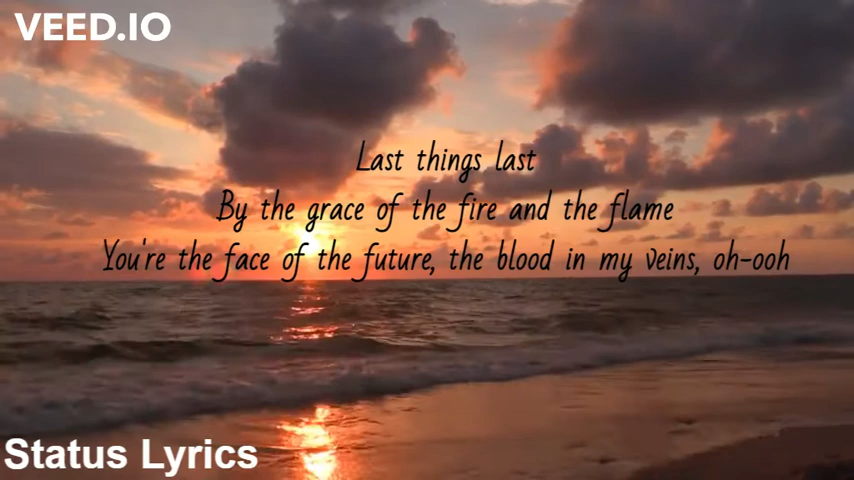 VEED.IO
Last things last
By the grace of the fire and the flame
You're the face of the future, the blood in my veins, oh-ooh
Status Lyrics